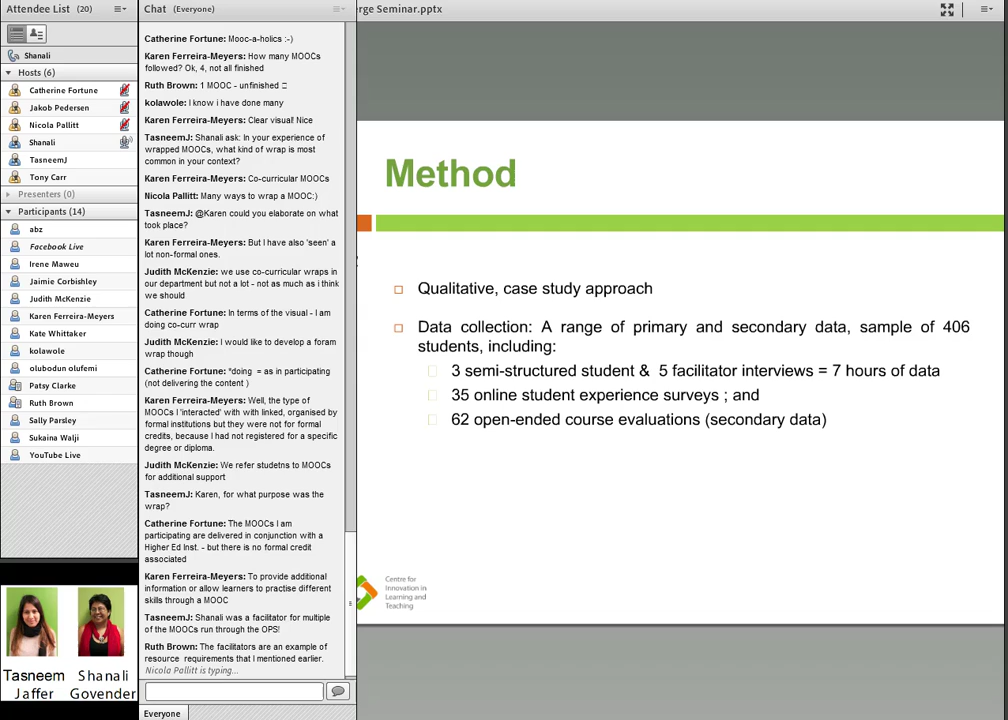 Attendee List (20)
Shanali
Hosts (6)
Catherine Fortune
Jakob Pedersen
Nicola Pallitt
Shanali
TasneemJ
Tony Carr
Presenters (0)
Participants (14)
abz
Facebook Live
Irene Maweu
Jaimie Corbishley
Judith McKenzie
Karen Ferreira-Meyers
Kate Whittaker
kolawole
olubodun olufemi
Patsy Clarke
Ruth Brown
Sally Parsley
Sukaina Walji
YouTube Live
Tasneem
Jaffer
Shanali
Govender
Chat (Everyone)
Catherine Fortune: Mooc-a-holics :-)
Karen Ferreira-Meyers: How many MOOCs
followed? Ok, 4, not all finished
Ruth Brown: 1 MOOC - unfinished
kolawole: I know i have done many
Karen Ferreira-Meyers: Clear visual! Nice
TasneemJ: Shanali ask: In your experience of
wrapped MOOCs, what kind of wrap is most
common in your context?
Karen Ferreira-Meyers: Co-curricular MOOCs
Nicola Pallitt: Many ways to wrap a MOOC:)
TasneemJ: @Karen could you elaborate on what
took place?
Karen Ferreira-Meyers: But I have also 'seen' a
lot non-formal ones.
Judith McKenzie: we use co-curricular wraps in
our department but not a lot - not as much as i think
we should
Catherine Fortune: In terms of the visual - I am
doing co-curr wrap
Judith McKenzie: I would like to develop a foram
wrap though
Catherine Fortune: *doing = as in participating
(not delivering the content )
Karen Ferreira-Meyers: Well, the type of
MOOCs I 'interacted' with with linked, organised by
formal institutions but they were not for formal
credits, because I had not registered for a specific
degree or diploma.
Judith McKenzie: We refer studetns to MOOCs
for additional support
TasneemJ: Karen, for what purpose was the
wrap?
Catherine Fortune: The MOOCs I am
participating are delivered in conjunction with a
Higher Ed Inst. - but there is no formal credit
associated
Karen Ferreira-Meyers: To provide additional
information or allow learners to practise different
skills through a MOOC
TasneemJ: Shanali was a facilitator for multiple
of the MOOCs run through the OPS!
Ruth Brown: The facilitators are an example of
resource requirements that I mentioned earlier.
Nicola Pallitt is typing...
Everyone
erge Seminar.pptx
Method
Qualitative, case study approach
Data collection: A range of primary and secondary data, sample of 406
students, including:
3 semi-structured student & 5 facilitator interviews = 7 hours of data
35 online student experience surveys ; and
62 open-ended course evaluations (secondary data)
Centre for
Innovation in
Learning and
Teaching